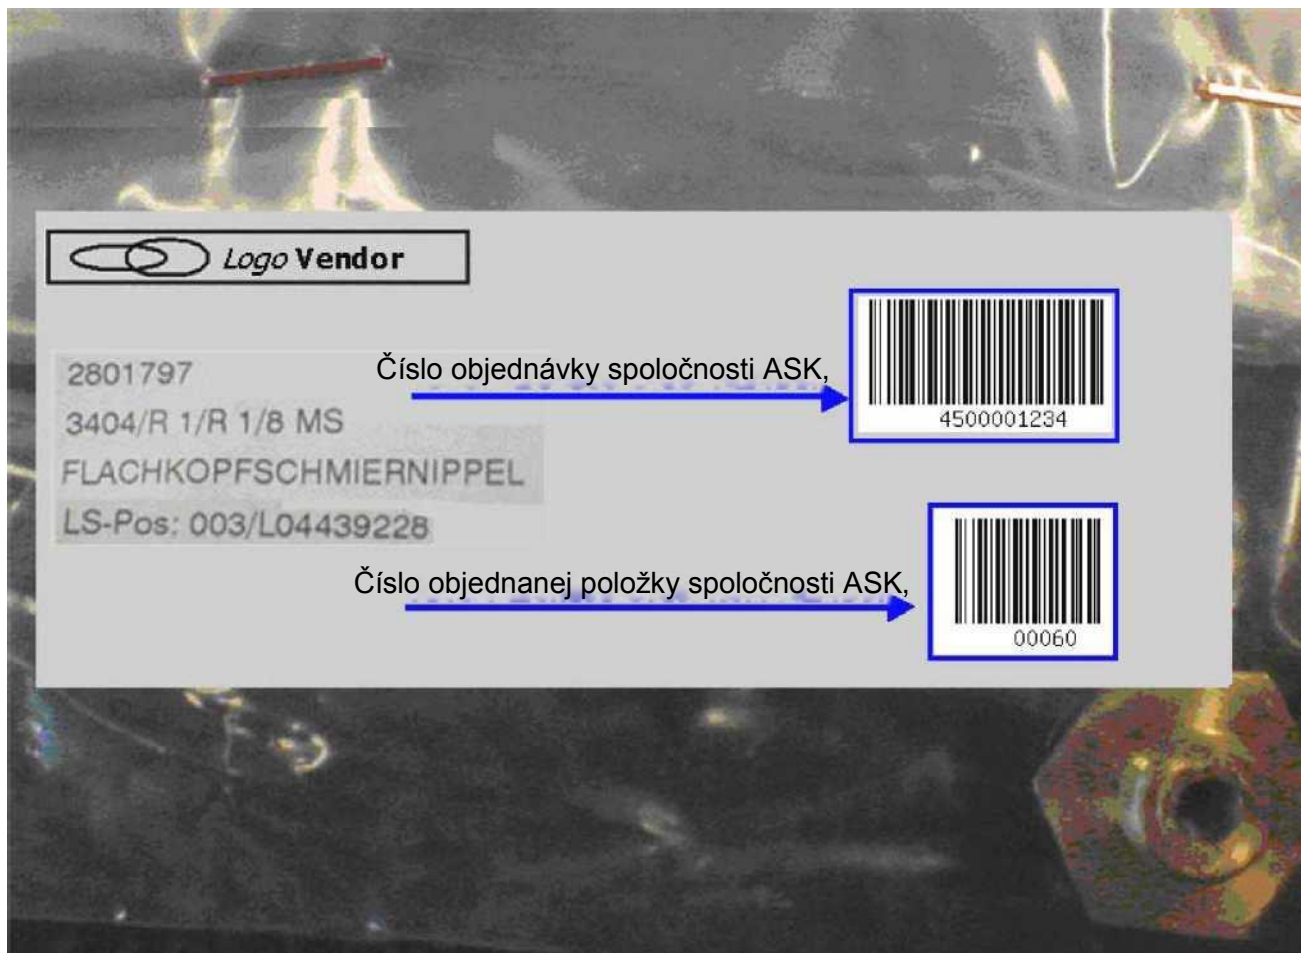 Logo Vendor
2801797
3404/R 1/R 1/8 MS
FLACHKOPFSCHMIERNIPPEL
LS-Pos: 003/L04439228
Číslo objednávky spoločnosti ASK,
4500001234
Číslo objednanej položky spoločnosti ASK,
00060